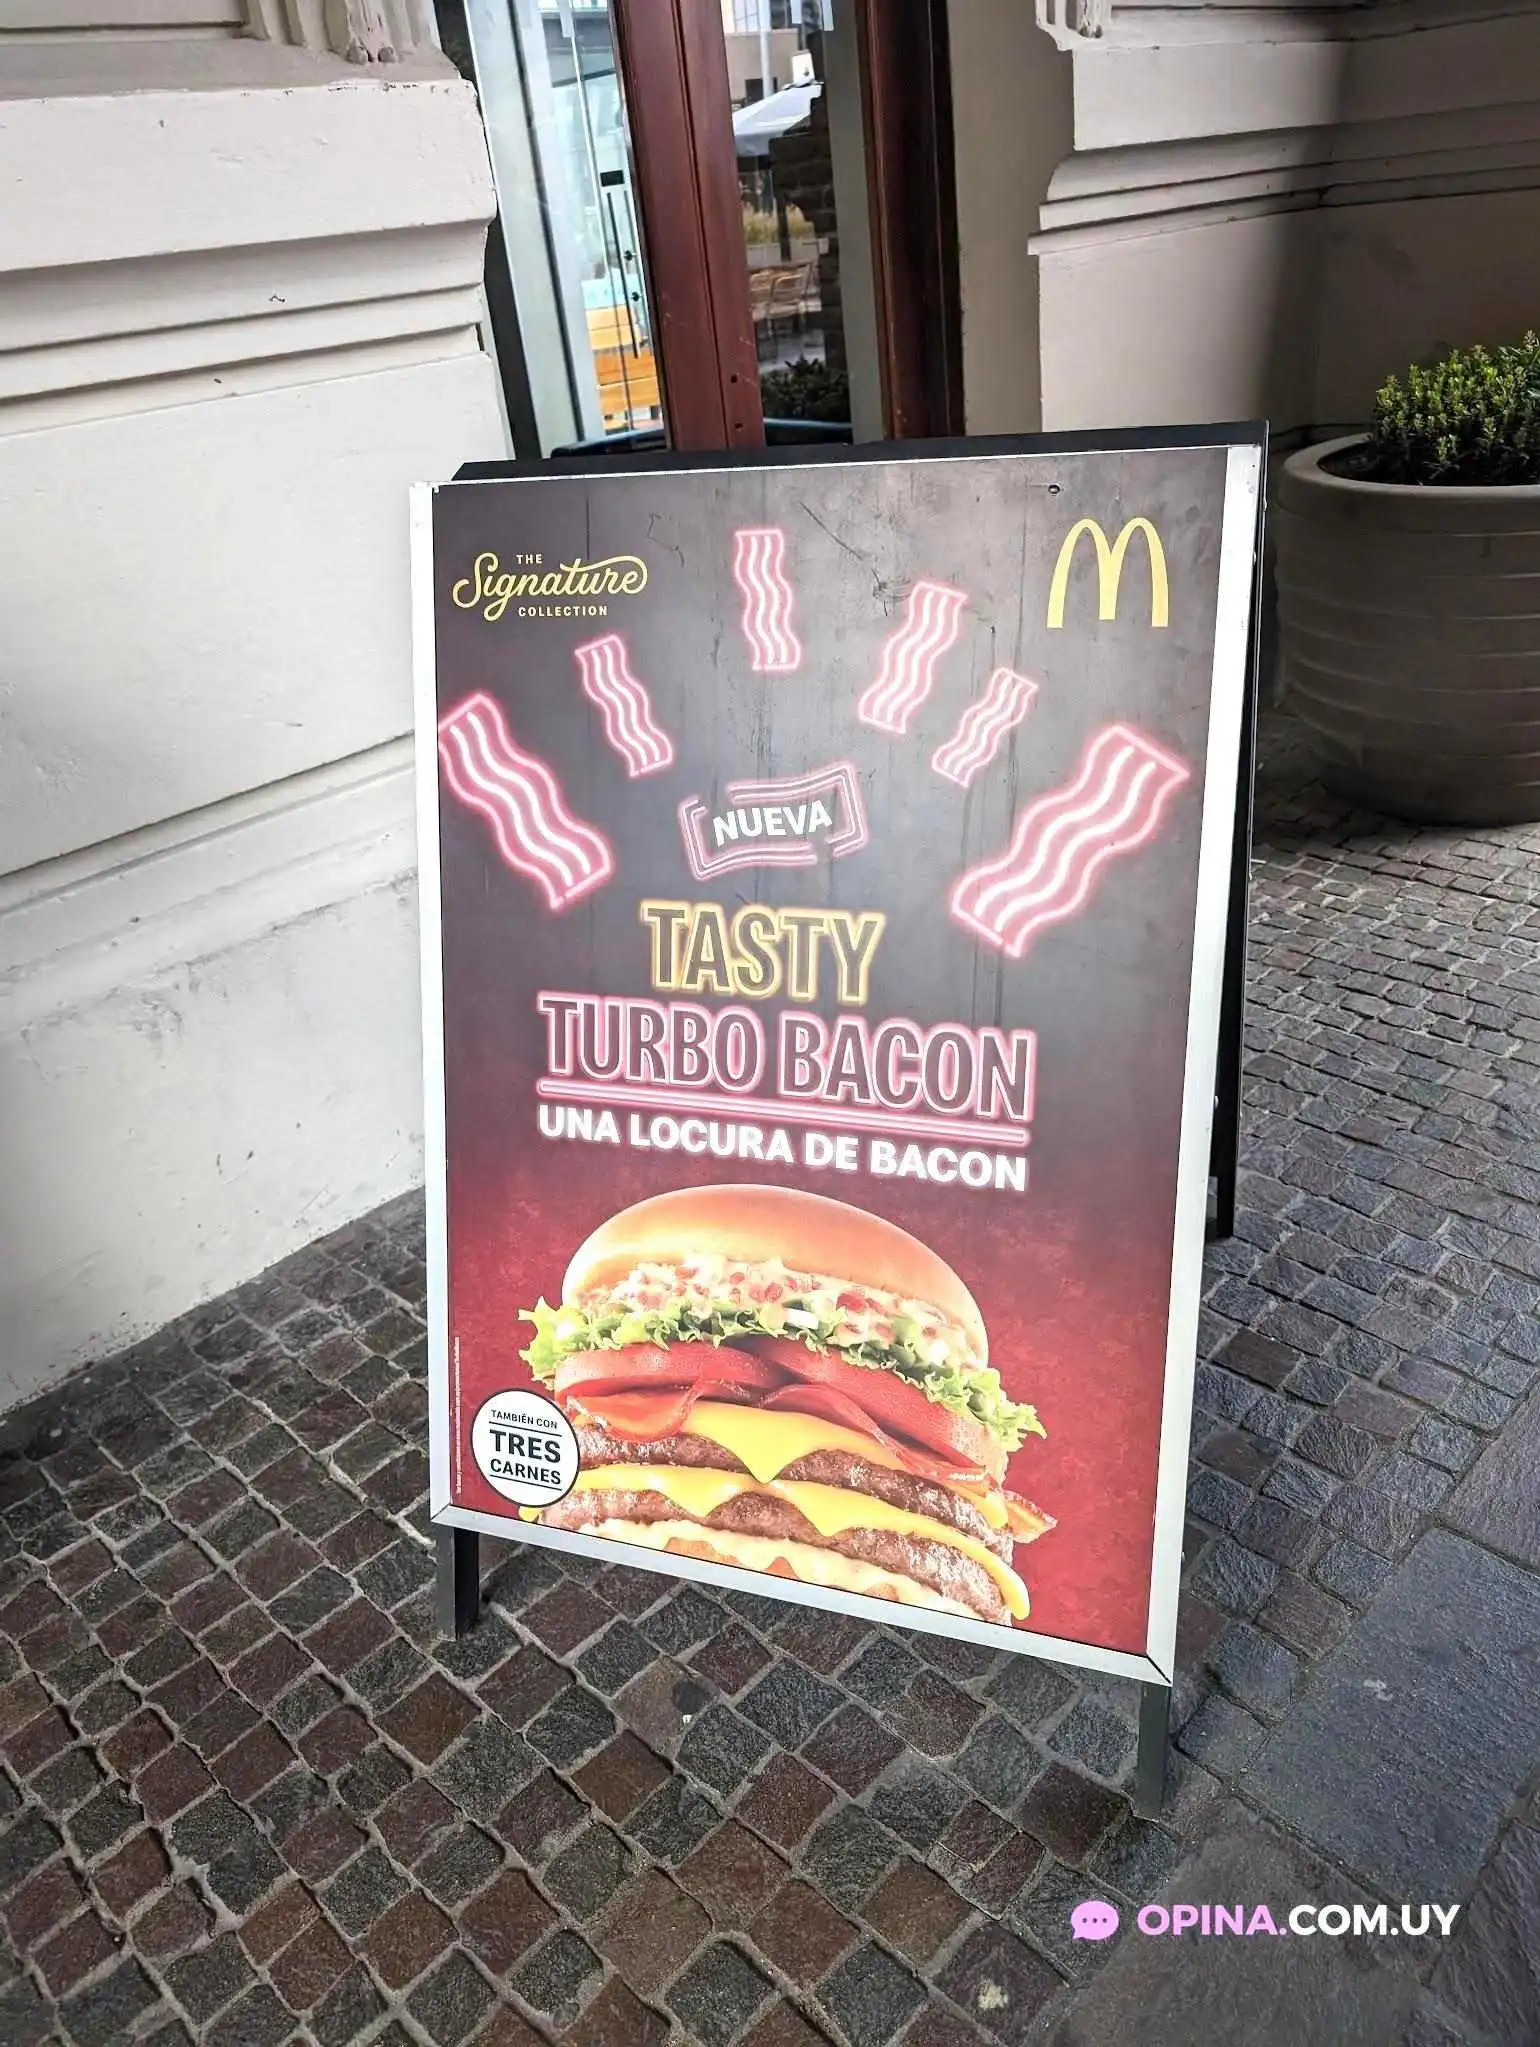 THE
Signature
COLLECTION
NUEVA
TASTY
TURBO BACON
UNA LOCURA DE BACON
TAMBIÉN CON
TRES
CARNES
OPINA.COM.UY